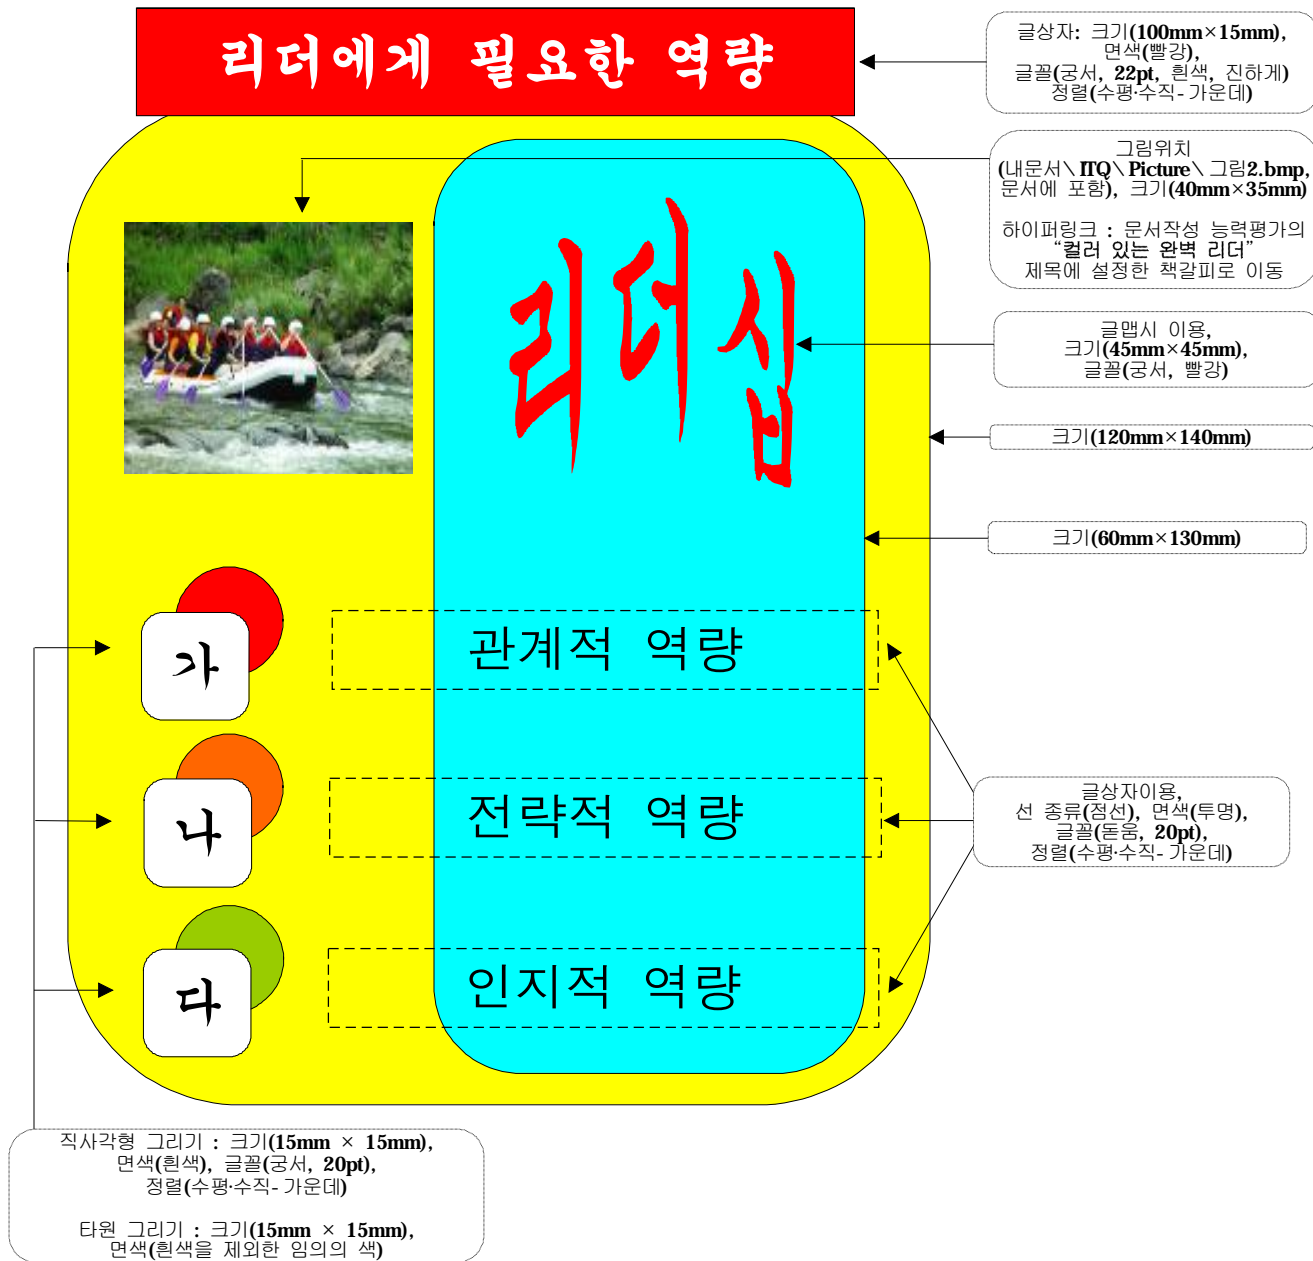 리더에게 필요한 역량
글상자: 크기(100mm×15mm),
면색(빨강),
글꼴(궁서, 22pt, 흰색, 진하게)
정렬(수평·수직-가운데)
그림위치
(내문서\ITQ\Picture\그림2.bmp,
문서에 포함), 크기(40mm×35mm)
하이퍼링크 : 문서작성 능력평가의
“컬러 있는 완벽 리더”
제목에 설정한 책갈피로 이동
리더십
글맵시 이용,
크기(45mm×45mm),
글꼴(궁서, 빨강)
크기(120mm×140mm)
크기(60mm×130mm)
가
관계적 역량
나
전략적 역량
글상자이용,
선 종류(점선), 면색(투명),
글꼴(돋움, 20pt),
정렬(수평·수직-가운데)
다
인지적 역량
직사각형 그리기 : 크기(15mm × 15mm),
면색(흰색), 글꼴(궁서, 20pt),
정렬(수평·수직-가운데)
타원 그리기 : 크기(15mm × 15mm),
면색(흰색을 제외한 임의의 색)